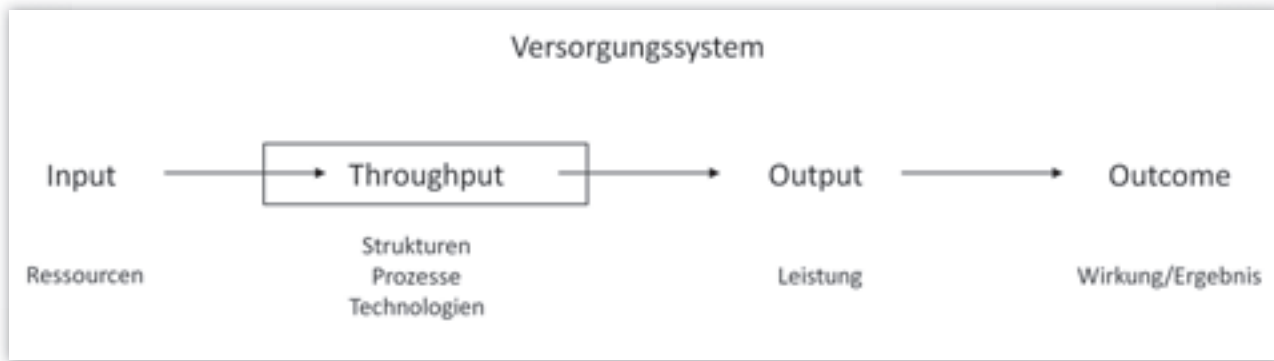 Versorgungssystem
Input
Throughput
Output
Outcome
Ressourcen
Strukturen
Prozesse
Technologien
Leistung
Wirkung/Ergebnis